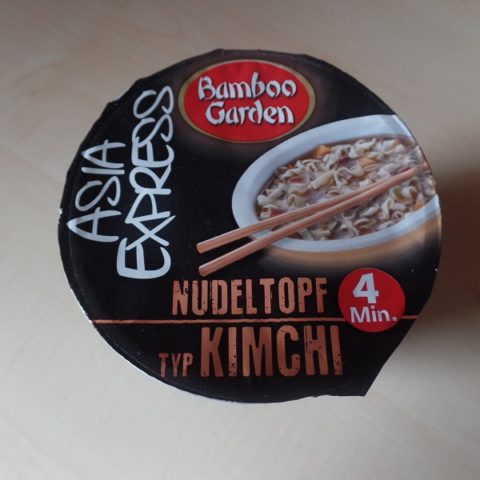 Bamboo
Garden
ASIA
EXPRESS
NUDELTOPF
4
Min.
TYP KIMCHI